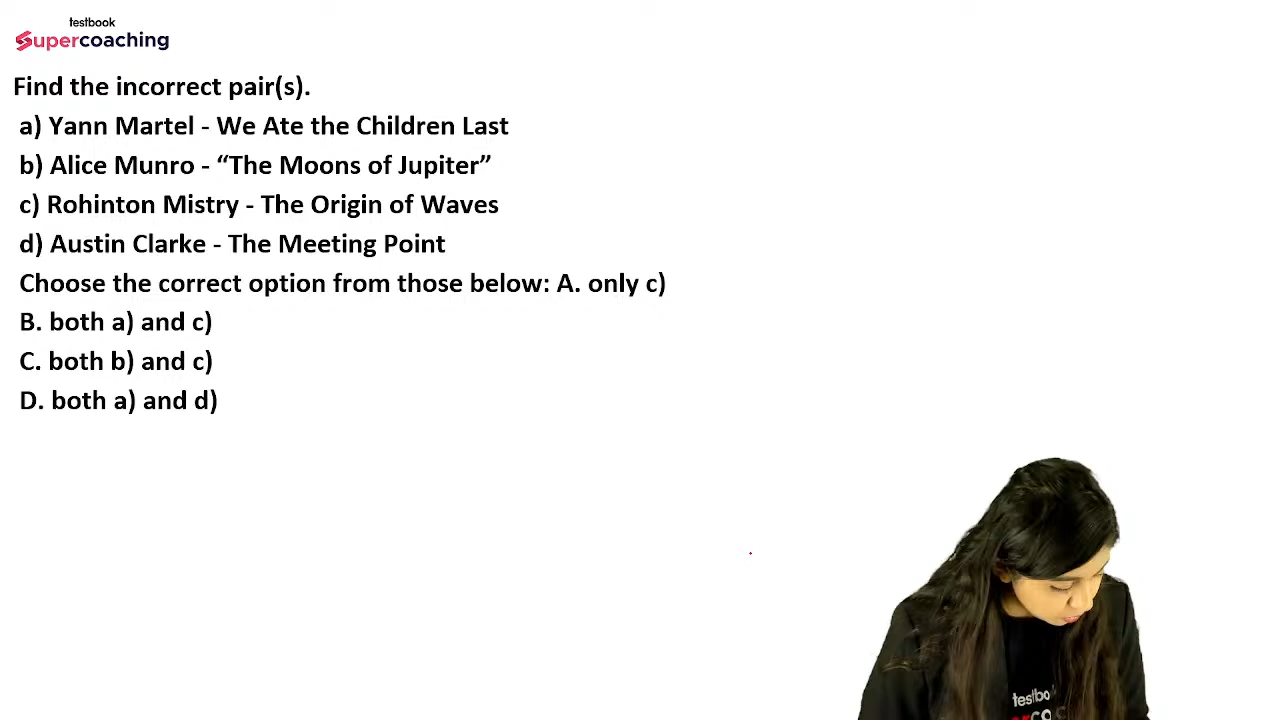 testbook
Supercoaching
Find the incorrect pair(s).
a) Yann Martel - We Ate the Children Last
b) Alice Munro - “The Moons of Jupiter”
c) Rohinton Mistry - The Origin of Waves
d) Austin Clarke - The Meeting Point
Choose the correct option from those below: A. only c)
B. both a) and c)
C. both b) and c)
D. both a) and d)